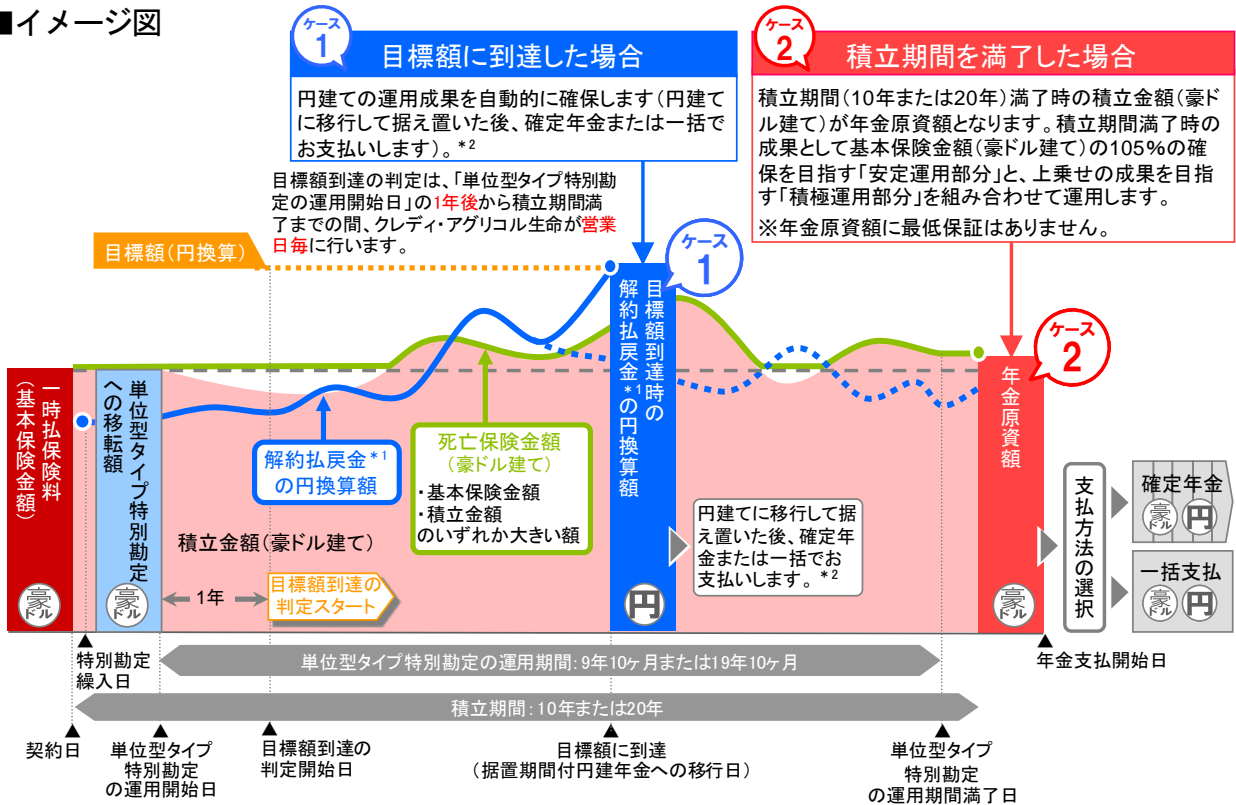 ■イメージ図
ケース
1
目標額に到達した場合
円建ての運用成果を自動的に確保します（円建て
に移行して据え置いた後、確定年金または一括で
お支払いします）。*2
ケース
2
積立期間を満了した場合
積立期間（10年または20年）満了時の積立金額（豪ド
ル建て）が年金原資額となります。積立期間満了時の
成果として基本保険金額（豪ドル建て）の105%の確
保を目指す「安定運用部分」と、上乗せの成果を目指
す「積極運用部分」を組み合わせて運用します。
※年金原資額に最低保証はありません。
目標額到達の判定は、「単位型タイプ特別勘
定の運用開始日」の1年後から積立期間満
了までの間、クレディ・アグリコル生命が営業
日毎に行います。
目標額（円換算）
ケース
1
ケース
2
一時払保険料
（基本保険金額）
豪ドル
単位型タイプ特別勘定
への移転額
豪ドル
解約払戻金*1
の円換算額
死亡保険金額
（豪ドル建て）
・基本保険金額
・積立金額
のいずれか大きい額
積立金額（豪ドル建て）
1年
目標額到達の
判定スタート
目標額到達時の
解約払戻金*1の円換算額
円
円建てに移行して据
え置いた後、確定年
金または一括でお
支払いします。*2
年金原資額
豪ドル
支払方法の選択
確定年金
豪ドル 円
一括支払
豪ドル 円
▲
特別勘定
繰入日
単位型タイプ特別勘定の運用期間：9年10ヶ月または19年10ヶ月
▲
年金支払開始日
積立期間：10年または20年
▲
契約日
▲
単位型タイプ
特別勘定
の運用開始日
▲
目標額到達の
判定開始日
▲
目標額に到達
（据置期間付円建年金への移行日）
▲
単位型タイプ
特別勘定
の運用期間満了日